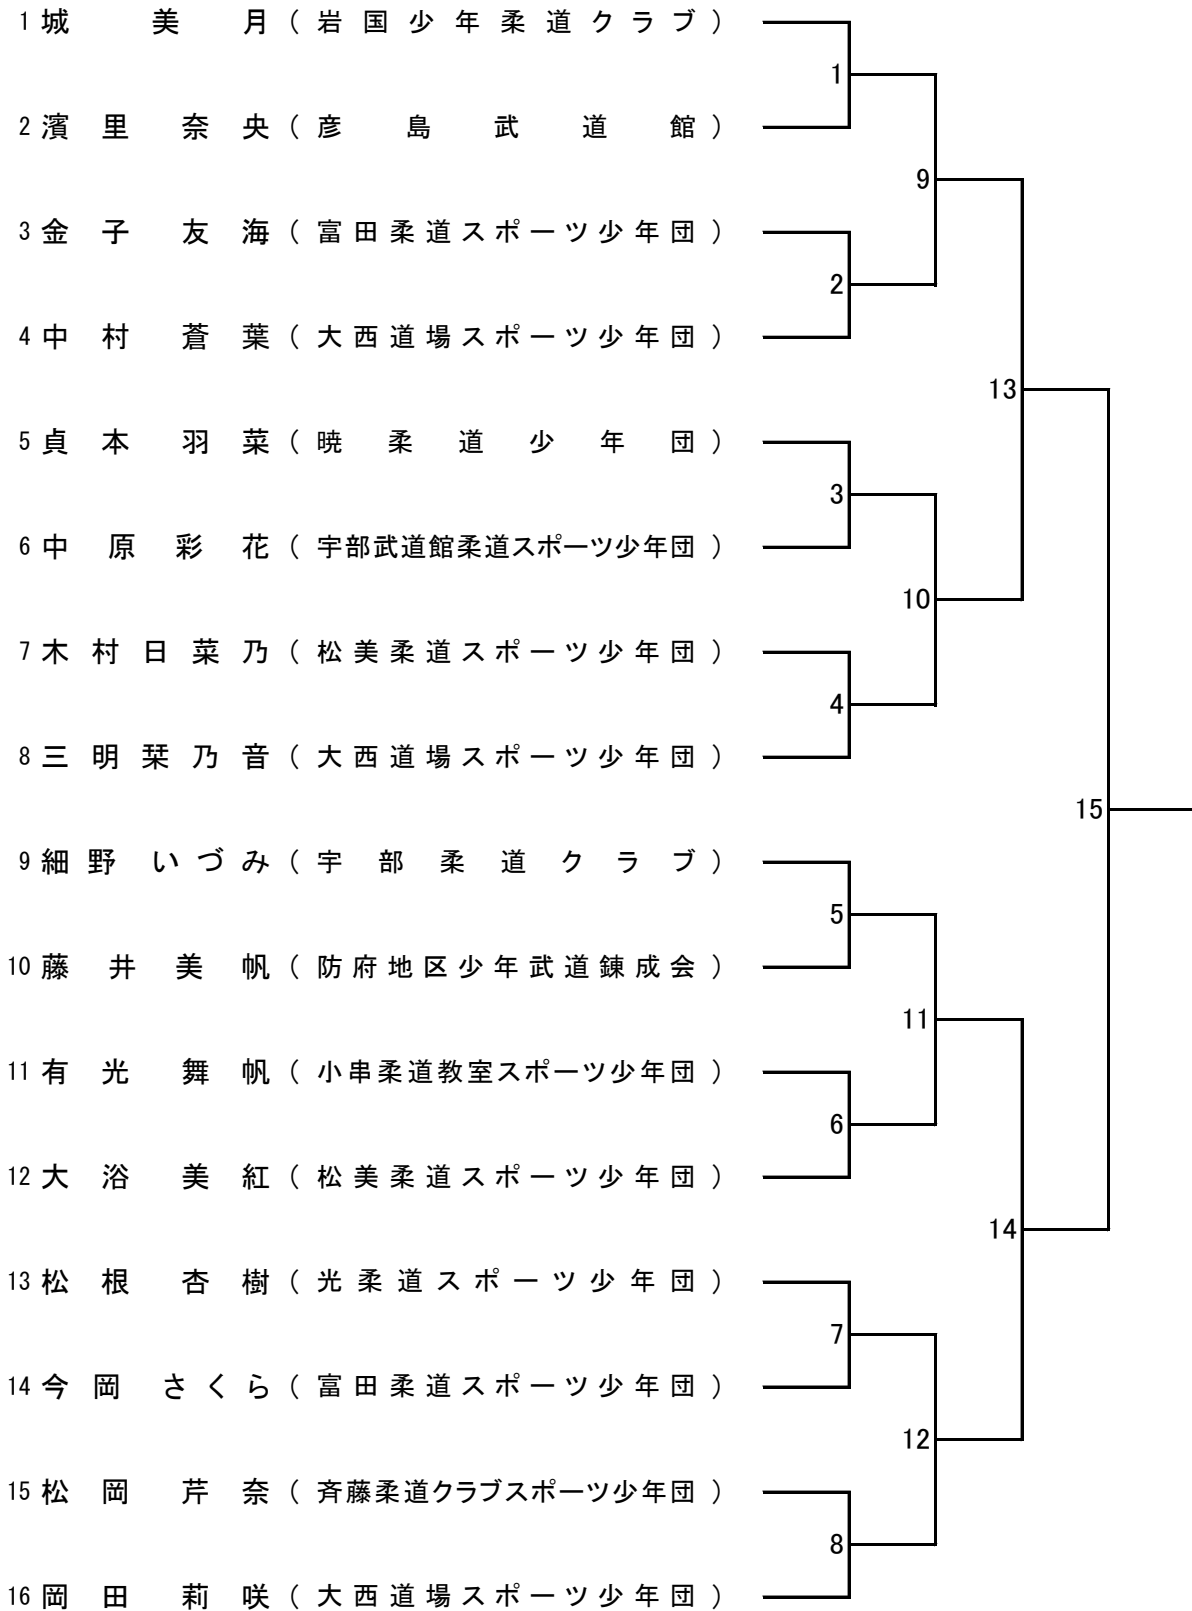 1 城 美 月 ( 岩 国 少 年 柔 道 ク ラ ブ )
1
2 濱 里 奈 央 ( 彦 島 武 道 館 )
9
3 金 子 友 海 ( 富 田 柔 道 ス ポ ー ツ 少 年 団 )
2
4 中 村 蒼 葉 ( 大 西 道 場 ス ポ ー ツ 少 年 団 )
13
5 貞 本 羽 菜 ( 暁 柔 道 少 年 団 )
3
6 中 原 彩 花 ( 宇部武道館柔道スポーツ少年団 )
10
7 木 村 日 菜 乃 ( 松 美 柔 道 ス ポ ー ツ 少 年 団 )
4
8 三 明 栞 乃 音 ( 大 西 道 場 ス ポ ー ツ 少 年 団 )
15
9 細 野 い づ み ( 宇 部 柔 道 ク ラ ブ )
5
10 藤 井 美 帆 ( 防 府 地 区 少 年 武 道 錬 成 会 )
11
11 有 光 舞 帆 ( 小串柔道教室スポーツ少年団 )
6
12 大 浴 美 紅 ( 松 美 柔 道 ス ポ ー ツ 少 年 団 )
14
13 松 根 杏 樹 ( 光 柔 道 ス ポ ー ツ 少 年 団 )
7
14 今 岡 さ く ら ( 富 田 柔 道 ス ポ ー ツ 少 年 団 )
12
15 松 岡 芹 奈 ( 斉藤柔道クラブスポーツ少年団 )
8
16 岡 田 莉 咲 ( 大 西 道 場 ス ポ ー ツ 少 年 団 )